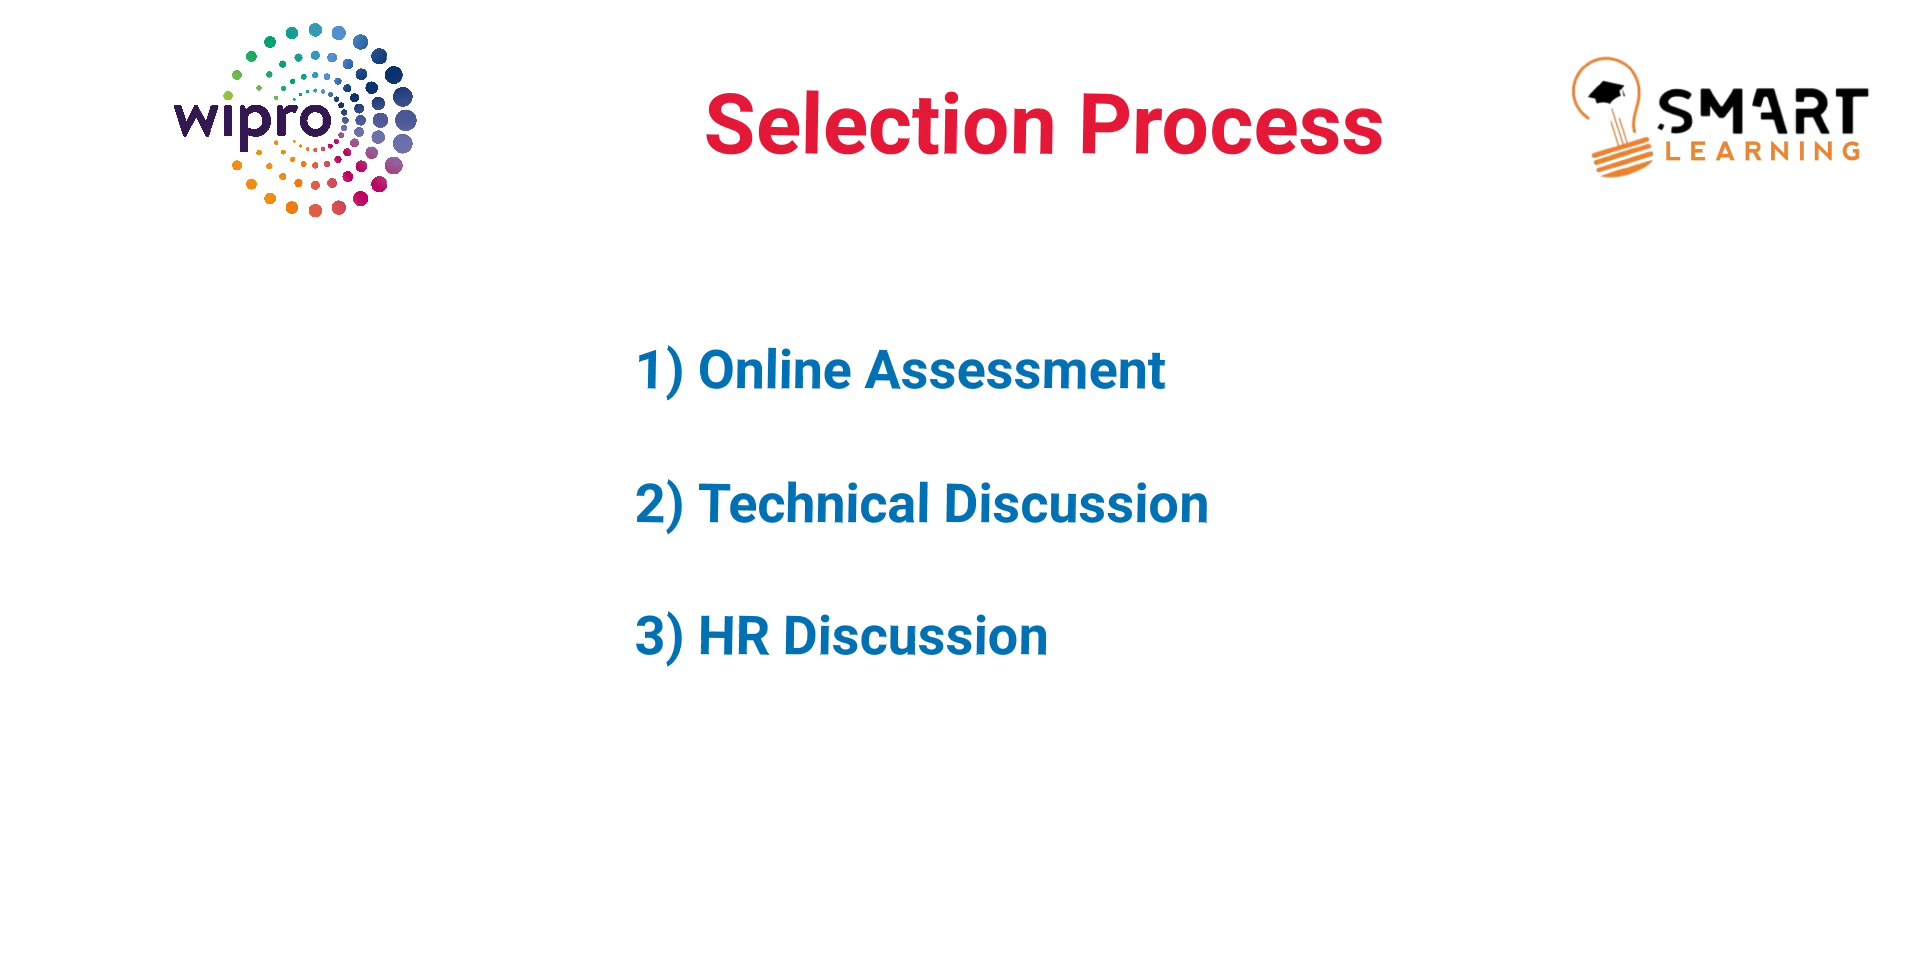 wipro
Selection Process
SMART
LEARNING
1) Online Assessment
2) Technical Discussion
3) HR Discussion